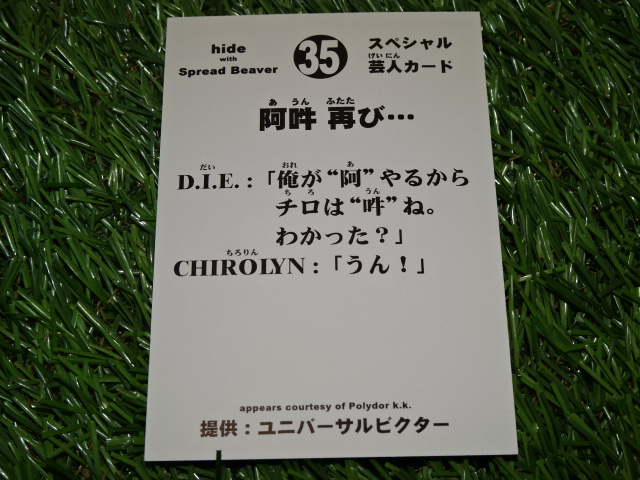 hide
with
Spread Beaver
35
スペシャル
げいにん
芸人カード
あ うん ふたた
阿吽 再び…
だい おれ あ
D.I.E.：「俺が“阿”やるから
ちろ うん
チロは“吽”ね。
わかった？」
ちろりん
CHIROLYN：「うん！」
appears courtesy of Polydor k.k.
提供：ユニバーサルビクター